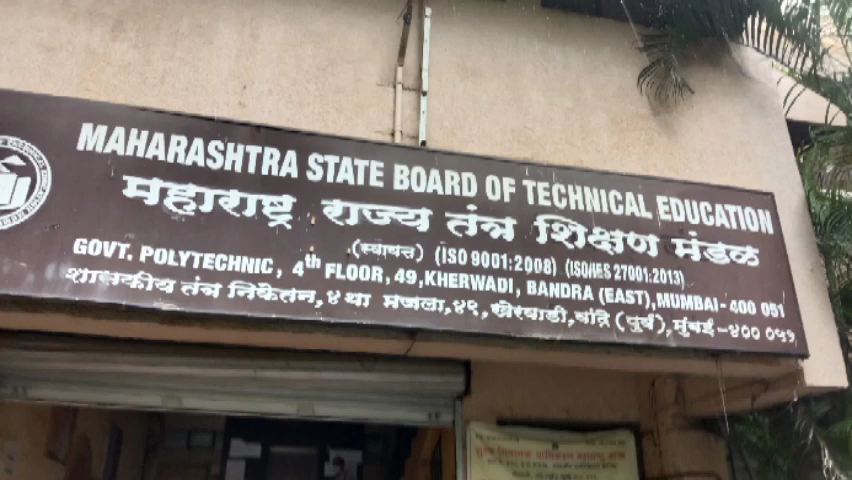 MAHARASHTRA STATE BOARD OF TECHNICAL EDUCATION
महाराष्ट्र राज्य तंत्र शिक्षण मंडळ
(स्वायत्त) (ISO 9001:2008) (ISO/IES 27001:2013)
GOVT. POLYTECHNIC, 4th FLOOR, 49, KHERWADI, BANDRA (EAST), MUMBAI - 400 051
शासकीय तंत्र निकेतन, ४ था मजला, ४९, खेरवाडी, बांद्रे (पुर्व), मुंबई - ४०० ०५१